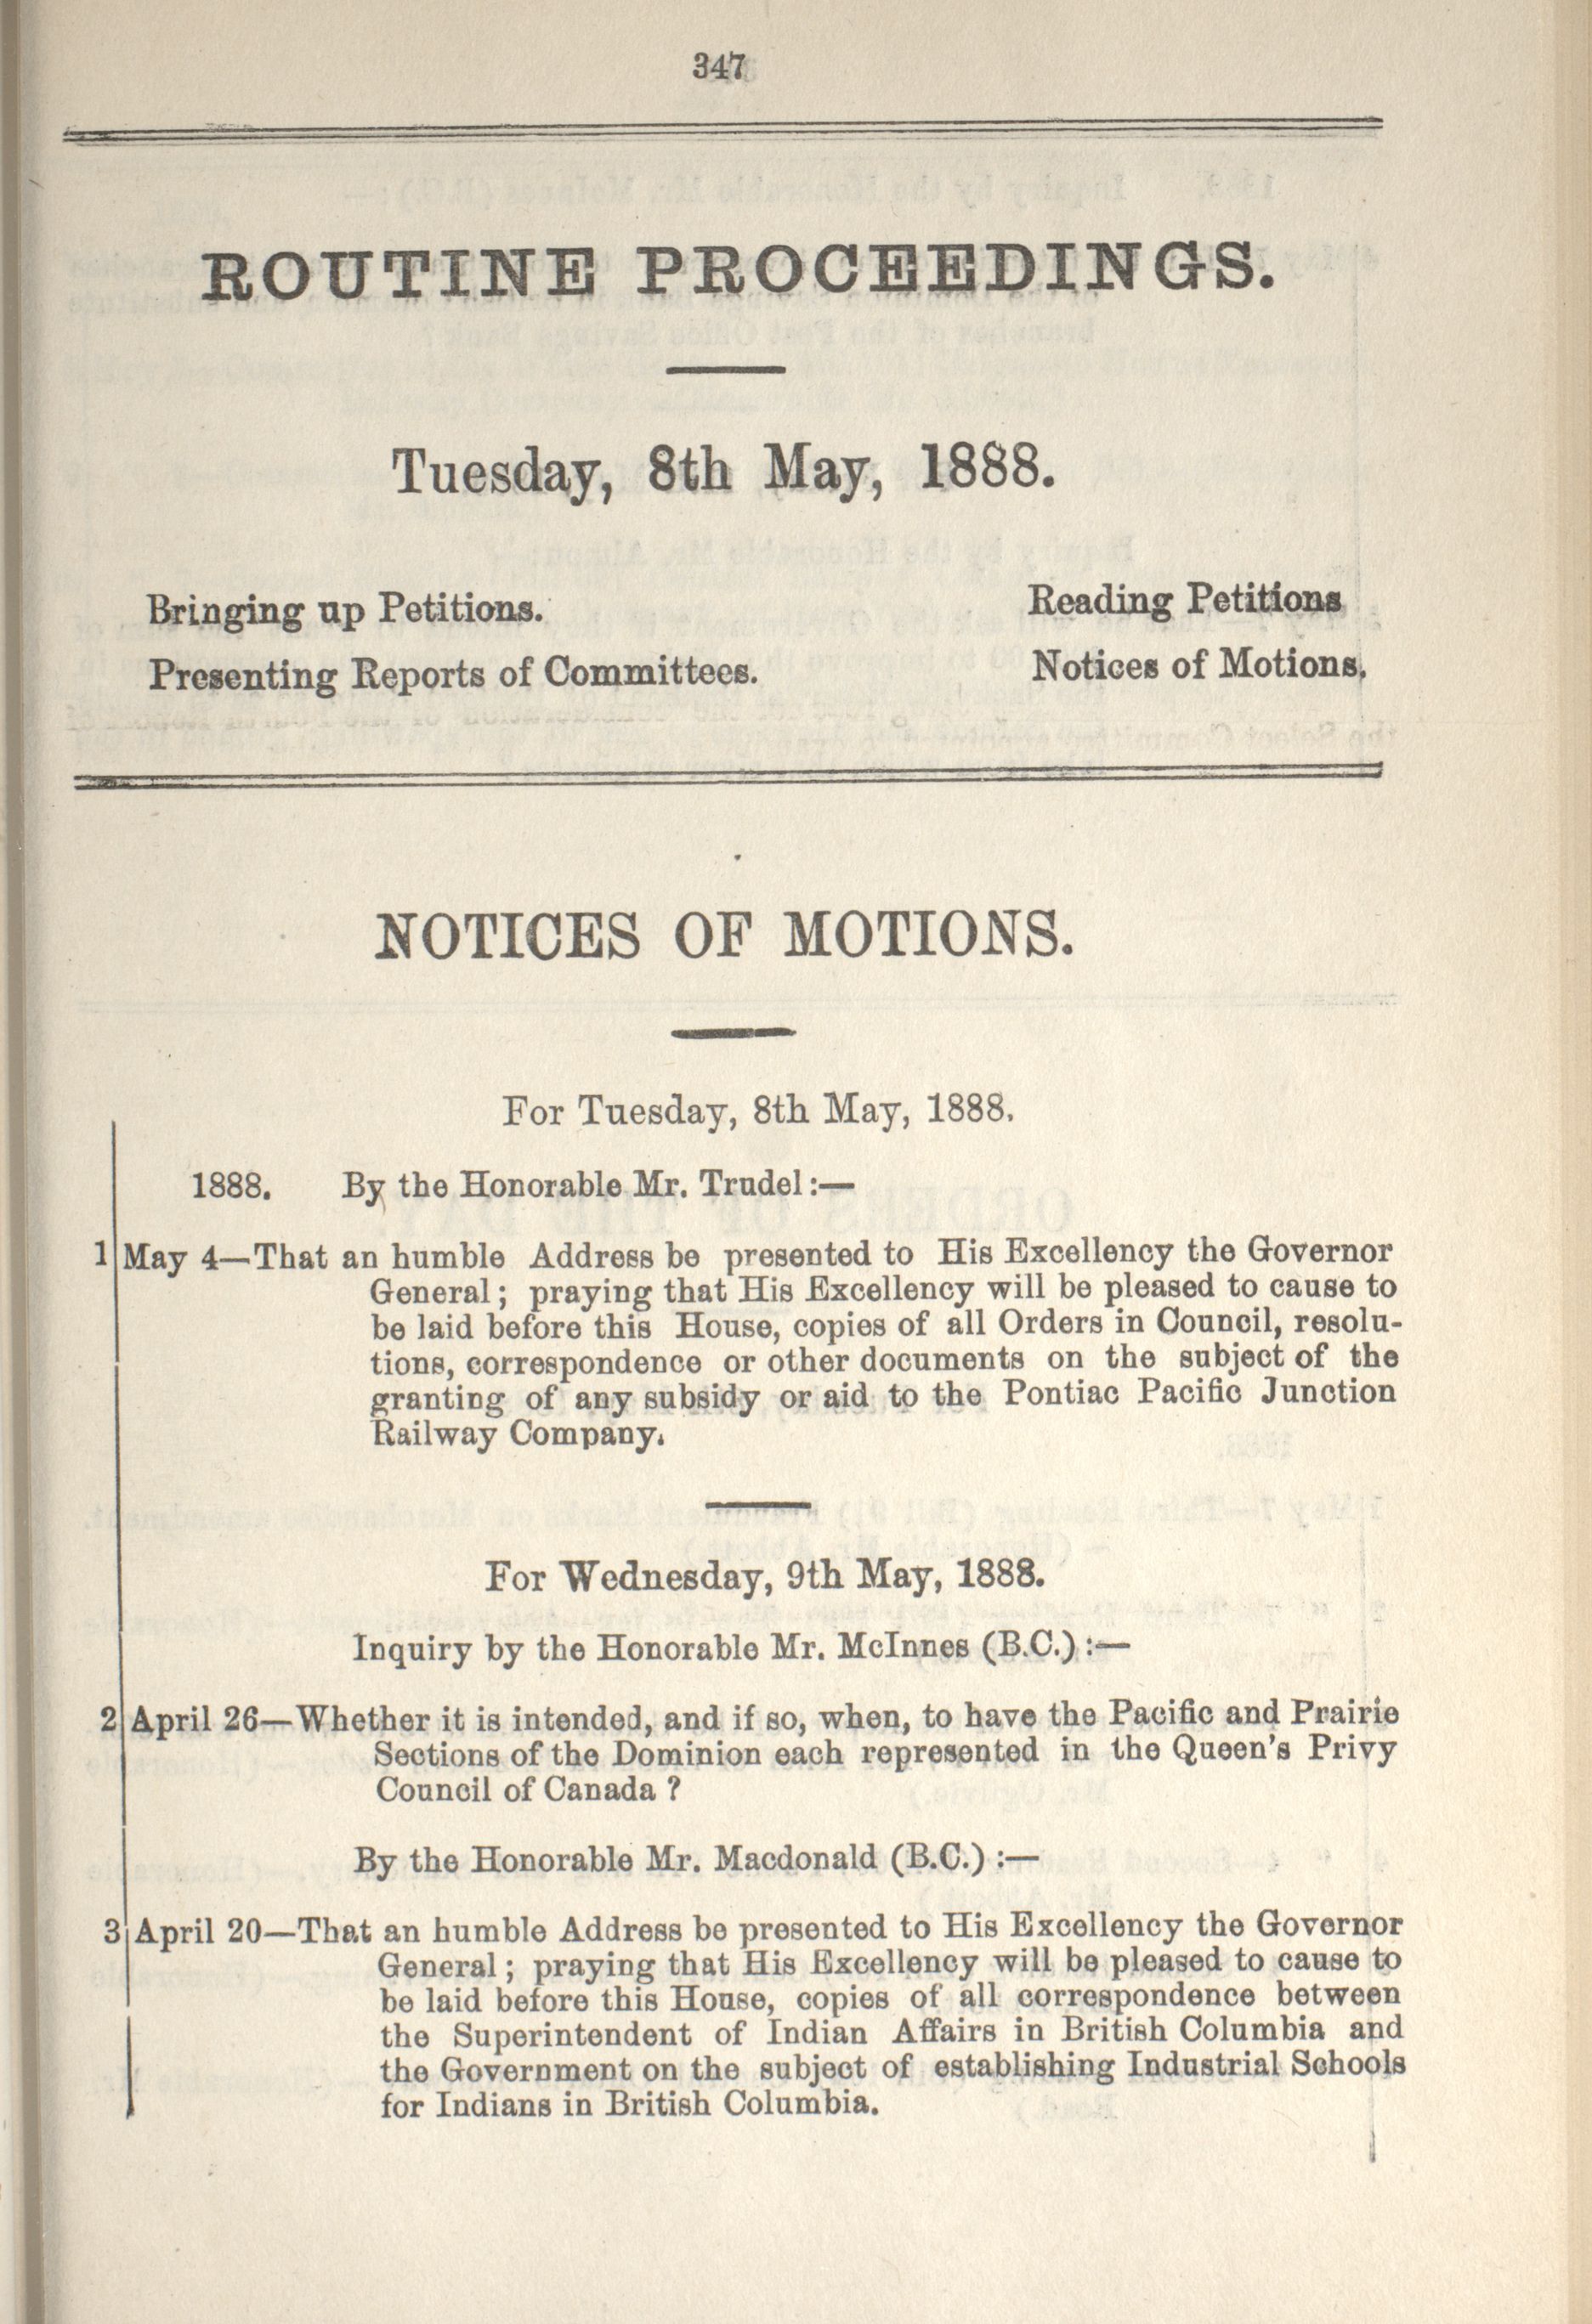 347
ROUTINE PROCEEDINGS.
Tuesday, 8th May, 1888.
Bringing up Petitions. Reading Petitions
Presenting Reports of Committees. Notices of Motions.
NOTICES OF MOTIONS.
For Tuesday, 8th May, 1888.
1888. By the Honorable Mr. Trudel:—
1 May 4—That an humble Address be presented to His Excellency the Governor
General; praying that His Excellency will be pleased to cause to
be laid before this House, copies of all Orders in Council, resolu-
tions, correspondence or other documents on the subject of the
granting of any subsidy or aid to the Pontiac Pacific Junction
Railway Company.
For Wednesday, 9th May, 1888.
Inquiry by the Honorable Mr. McInnes (B.C.):—
2 April 26—Whether it is intended, and if so, when, to have the Pacific and Prairie
Sections of the Dominion each represented in the Queen's Privy
Council of Canada ?
By the Honorable Mr. Macdonald (B.C.):—
3 April 20—That an humble Address be presented to His Excellency the Governor
General; praying that His Excellency will be pleased to cause to
be laid before this House, copies of all correspondence between
the Superintendent of Indian Affairs in British Columbia and
the Government on the subject of establishing Industrial Schools
for Indians in British Columbia.